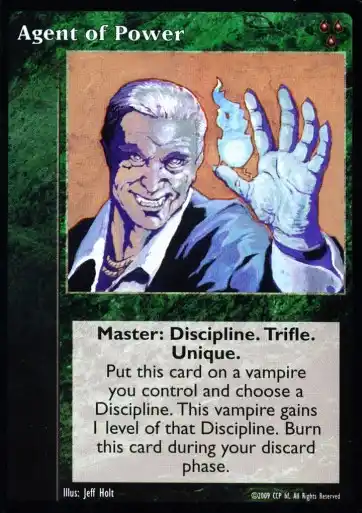 Agent of Power
Master: Discipline. Trifle.
Unique.
Put this card on a vampire
you control and choose a
Discipline. This vampire gains
1 level of that Discipline. Burn
this card during your discard
phase.
Illus: Jeff Holt
©2009 CCP hf. All Rights Reserved